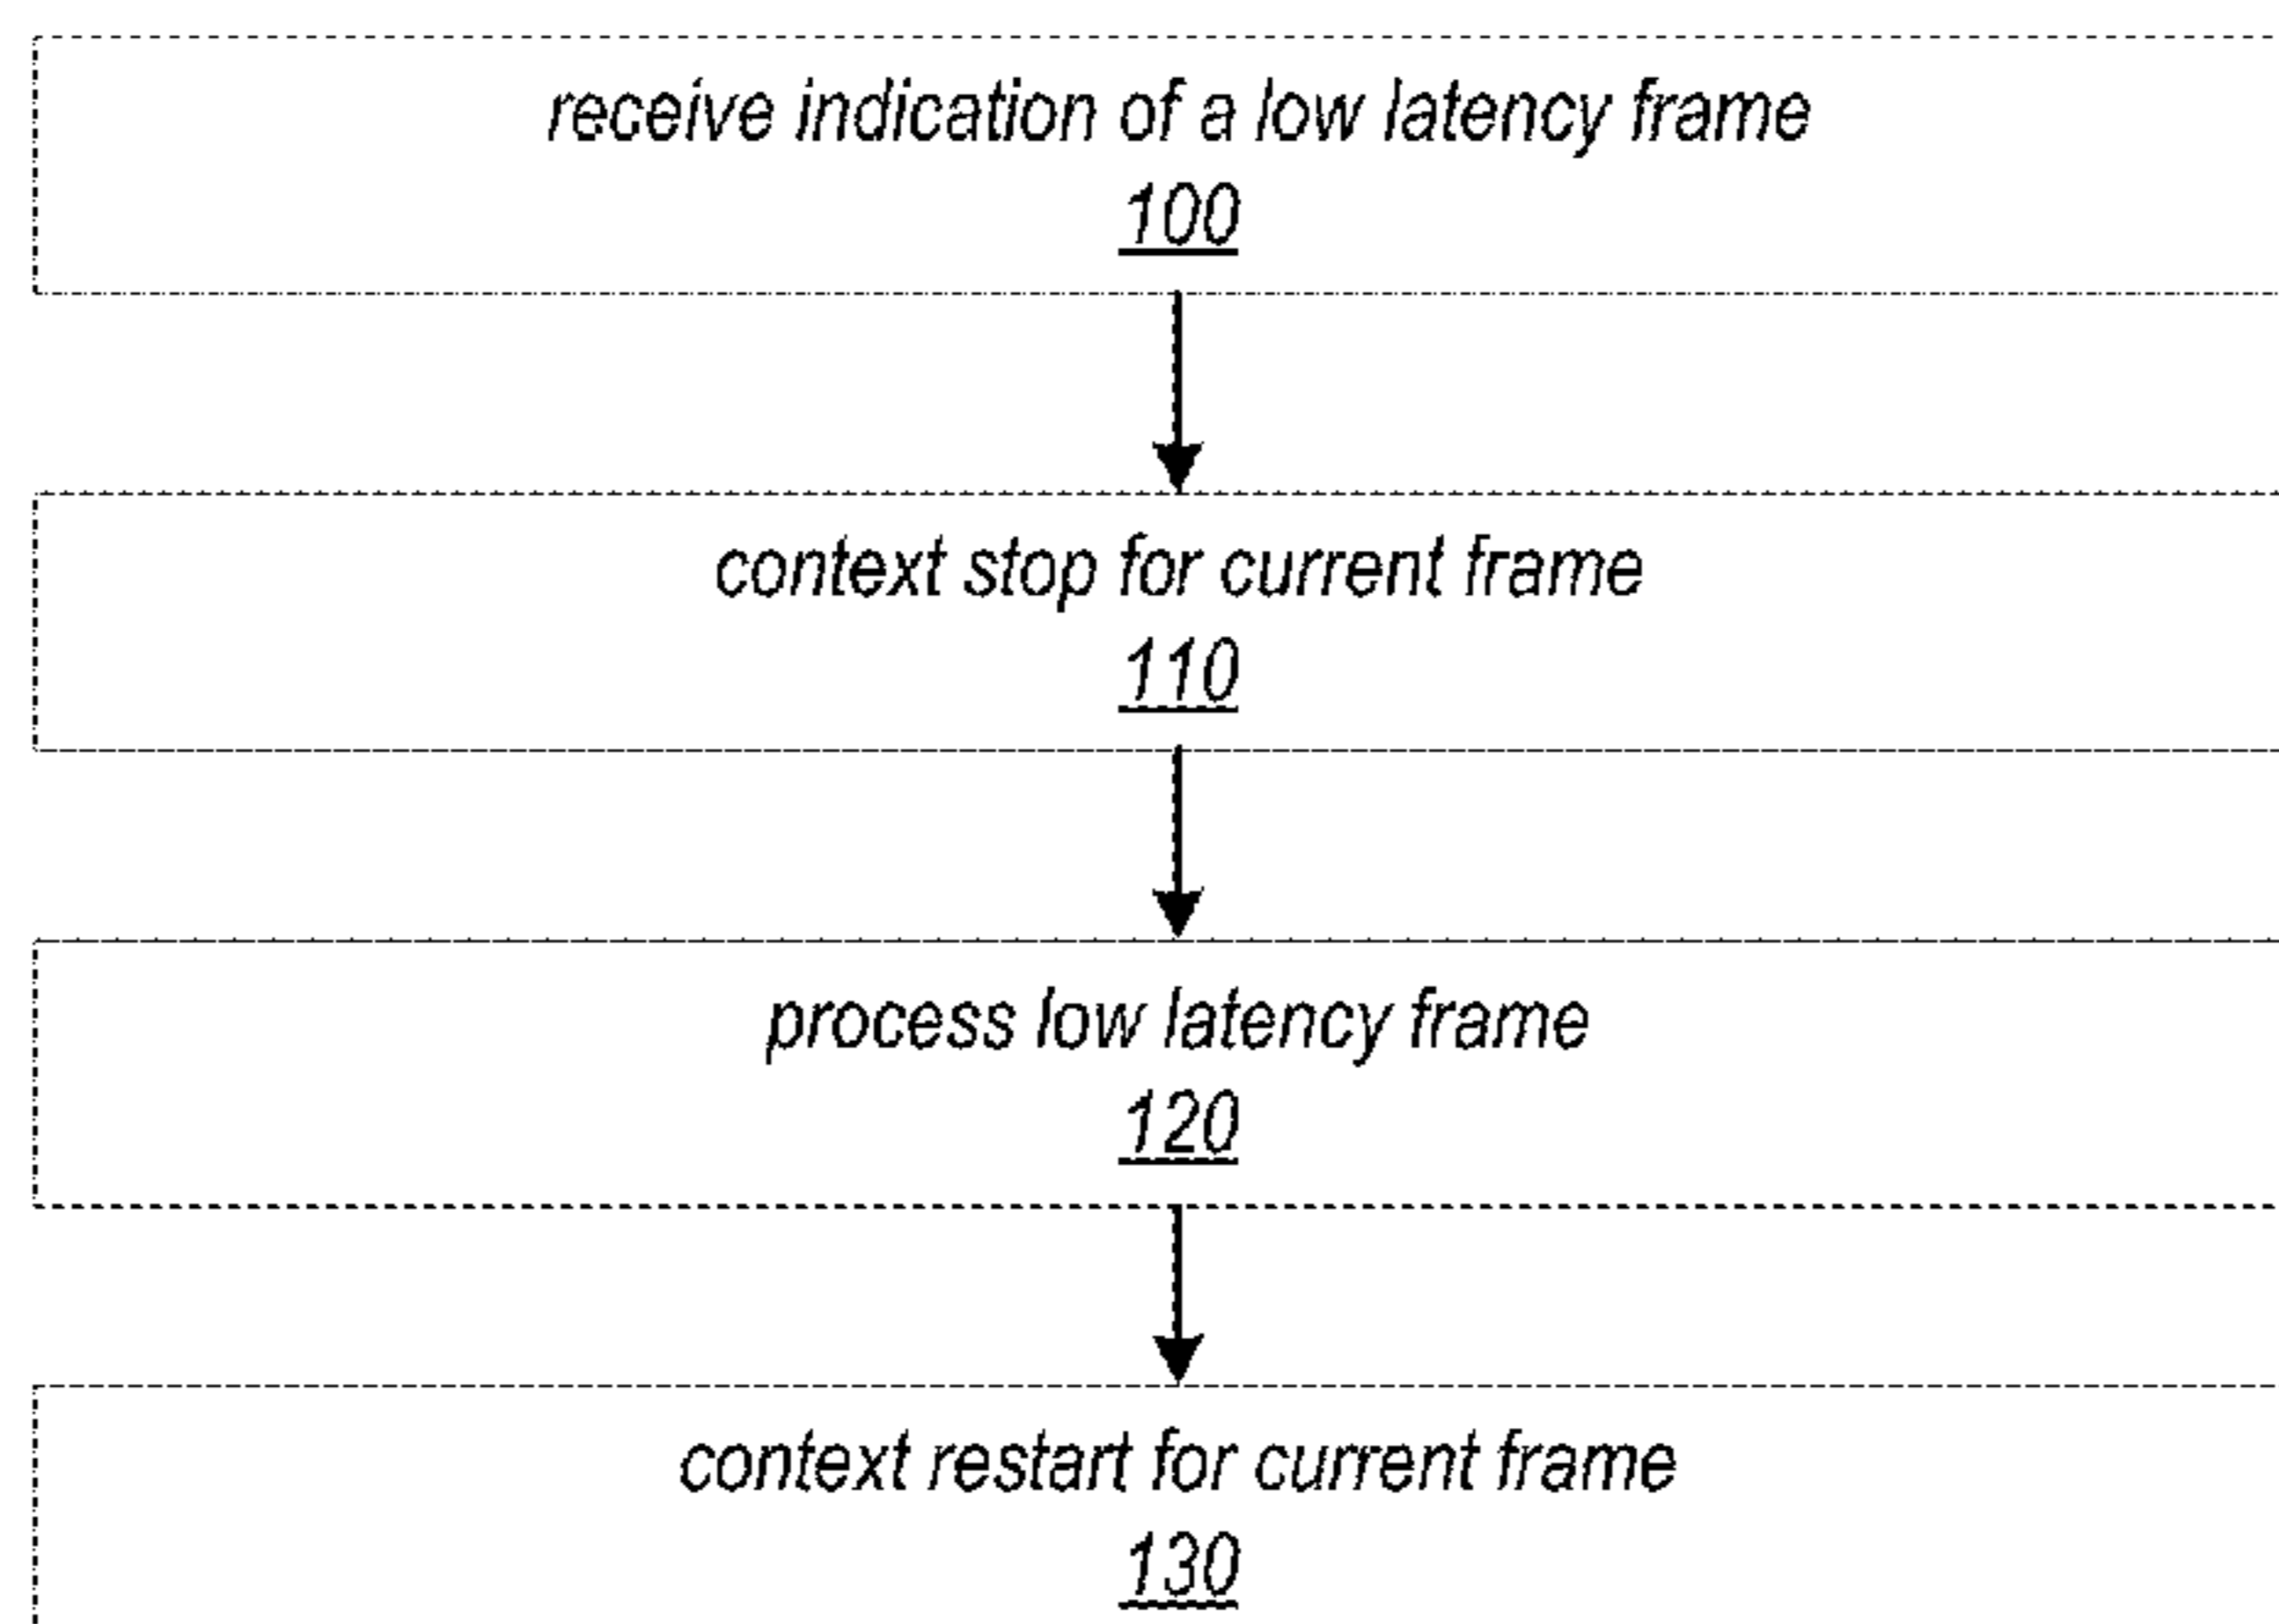 receive indication of a low latency frame
100
context stop for current frame
110
process low latency frame
120
context restart for current frame
130